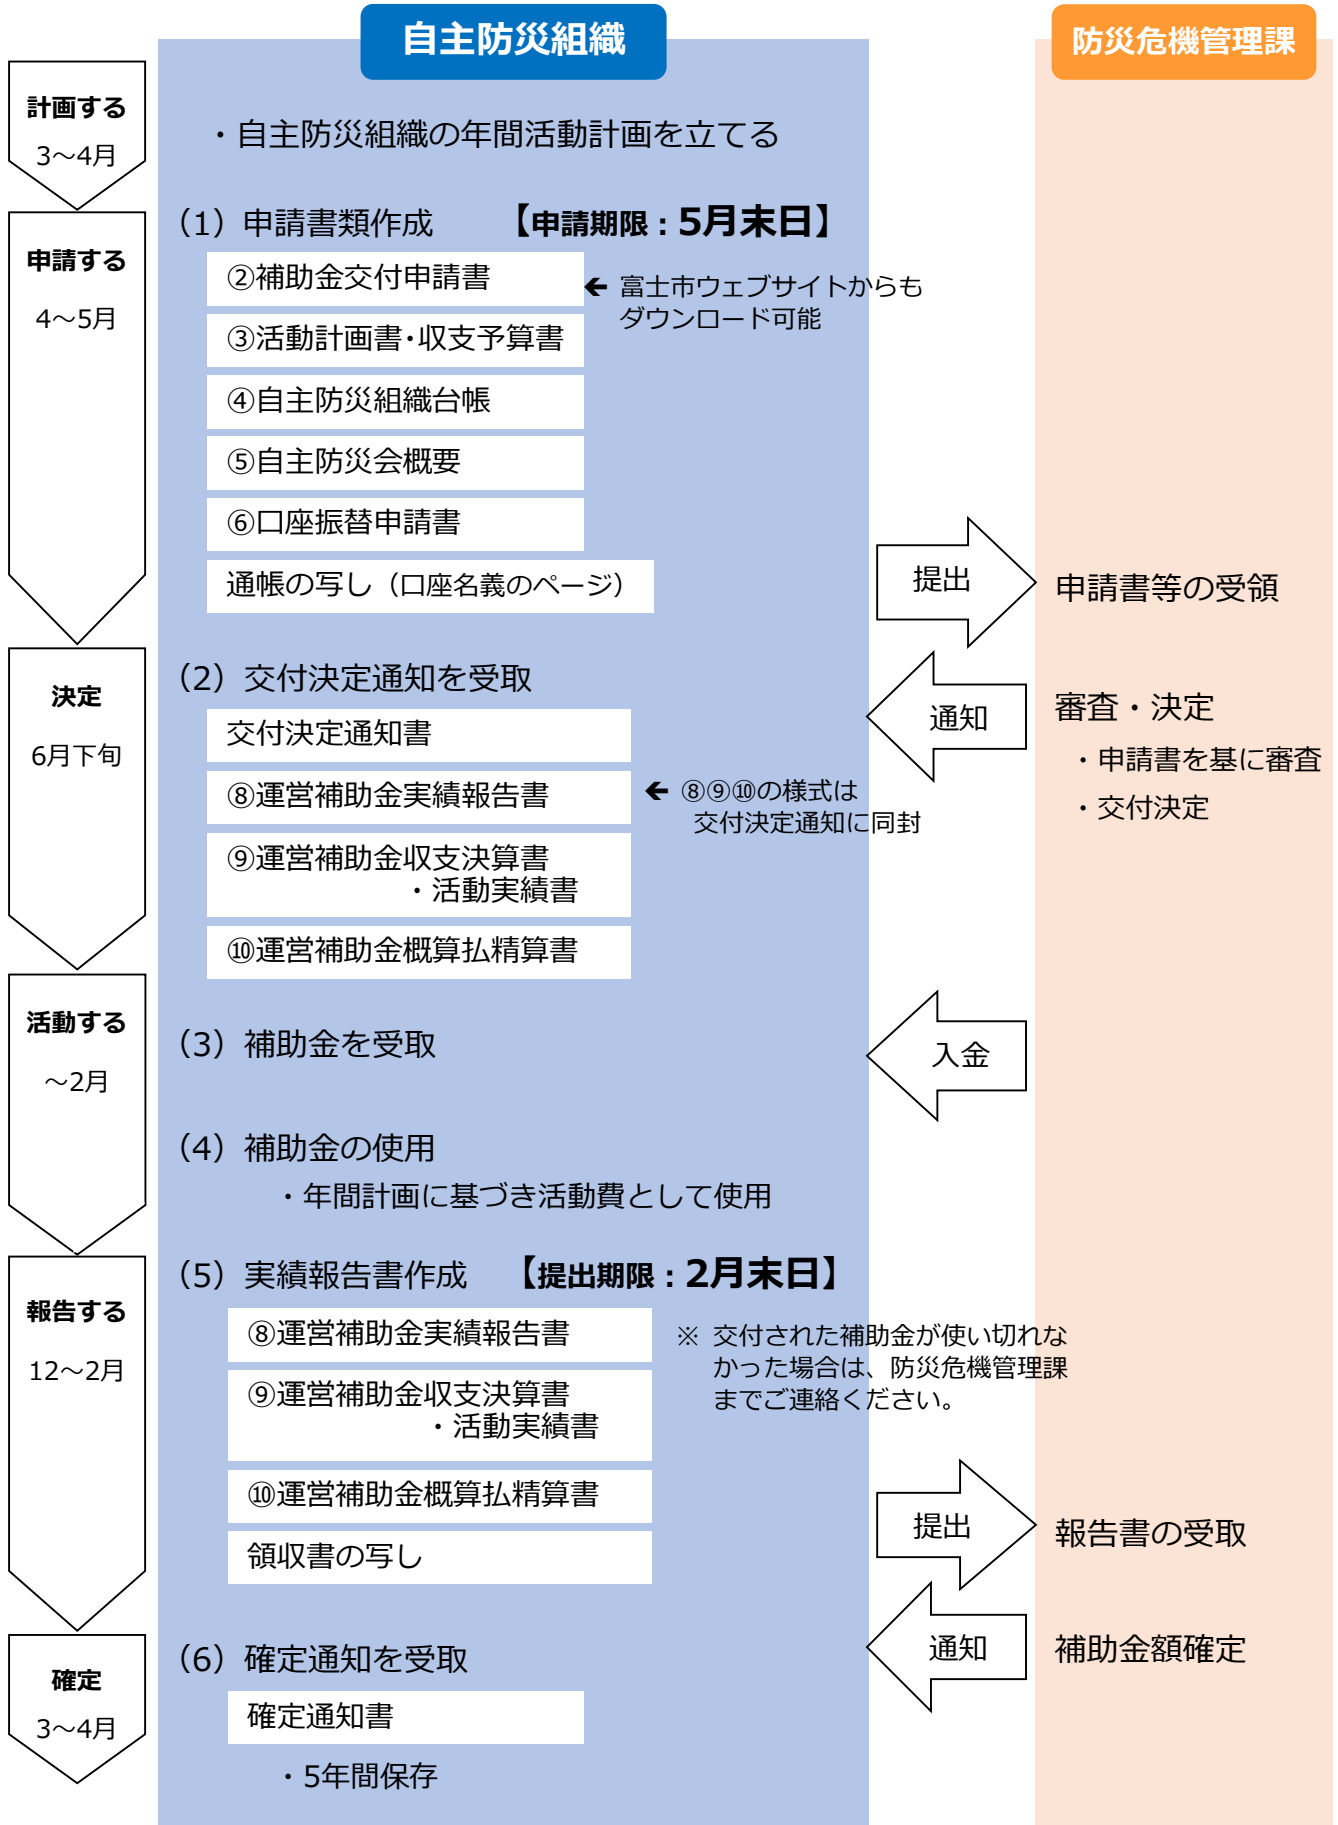 自主防災組織
防災危機管理課
計画する
3～4月
・自主防災組織の年間活動計画を立てる
申請する
4～5月
（1）申請書類作成 【申請期限：5月末日】
②補助金交付申請書
← 富士市ウェブサイトからも
ダウンロード可能
③活動計画書・収支予算書
④自主防災組織台帳
⑤自主防災会概要
⑥口座振替申請書
通帳の写し（口座名義のページ）
提出
申請書等の受領
決定
6月下旬
（2）交付決定通知を受取
通知
審査・決定
・申請書を基に審査
・交付決定
交付決定通知書
⑧運営補助金実績報告書
← ⑧⑨⑩の様式は
交付決定通知に同封
⑨運営補助金収支決算書
・活動実績書
⑩運営補助金概算払精算書
活動する
～2月
（3）補助金を受取
入金
（4）補助金の使用
・年間計画に基づき活動費として使用
報告する
12～2月
（5）実績報告書作成 【提出期限：2月末日】
⑧運営補助金実績報告書
※ 交付された補助金が使い切れな
かった場合は、防災危機管理課
までご連絡ください。
⑨運営補助金収支決算書
・活動実績書
⑩運営補助金概算払精算書
領収書の写し
提出
報告書の受取
確定
3～4月
（6）確定通知を受取
通知
補助金額確定
確定通知書
・5年間保存